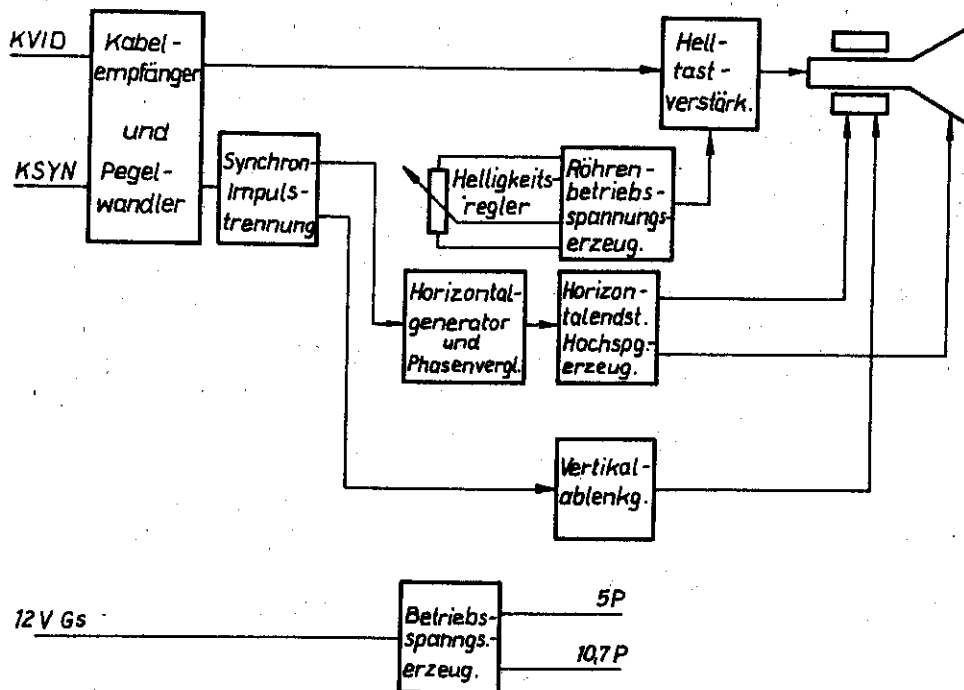 KVID
Kabel-
empfänger
und
Pegel-
wandler
KSYN
Hell-
tast-
verstärk.
Synchron-
Impuls-
trennung
Helligkeits-
regler
Röhren-
betriebs-
spannungs-
erzeug.
Horizontal-
generator
und
Phasenvergl.
Horizon-
talendst.
Hochspg.-
erzeug.
Vertikal-
ablenkg.
12 V Gs
Betriebs-
spanngs.-
erzeug.
5P
10,7 P